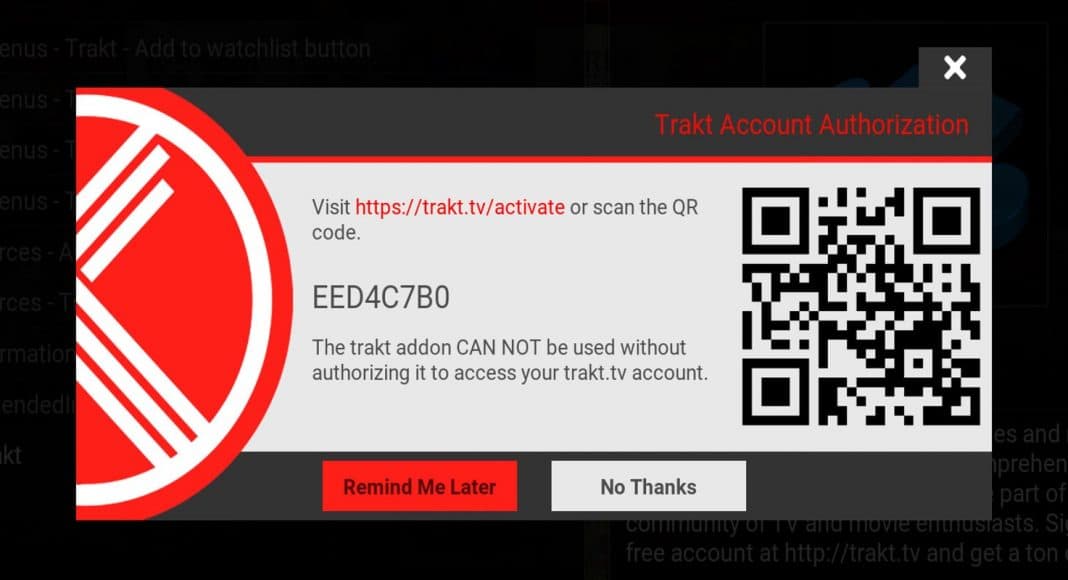 enus - Trakt - Add to watchlist button
Trakt Account Authorization
enus - T
enus - T
Visit https://trakt.tv/activate or scan the QR
enus - T
code.
rces - A
EED4C7B0
rces - T
The trakt addon CAN NOT be used without
rmation
authorizing it to access your trakt.tv account.
endedI
es and
akt
prehen
Remind Me Later
No Thanks
part of
community of TV and movie enthusiasts. Si
free account at http://trakt.tv and get a ton